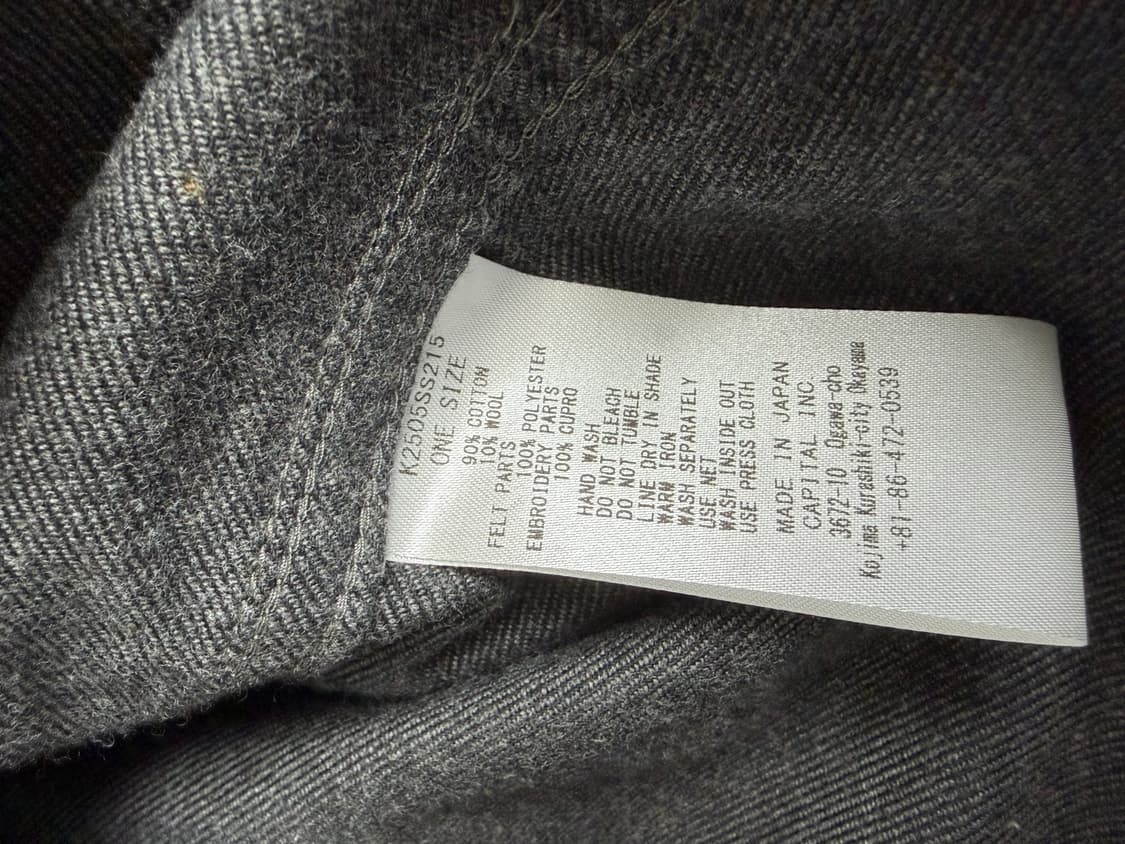 K2505SS215
ONE SIZE
90% COTTON
10% WOOL
FELT PARTS
100% POLYESTER
EMBROIDERY PARTS
100% CUPRO
HAND WASH
DO NOT BLEACH
DO NOT TUMBLE
LINE DRY IN SHADE
WARM IRON
WASH SEPARATELY
USE NET
WASH INSIDE OUT
USE PRESS CLOTH
MADE IN JAPAN
CAPITAL INC.
3672-10 Ogawa-cho
Kojima Kurashiki-city Okayama
+81-86-472-0539